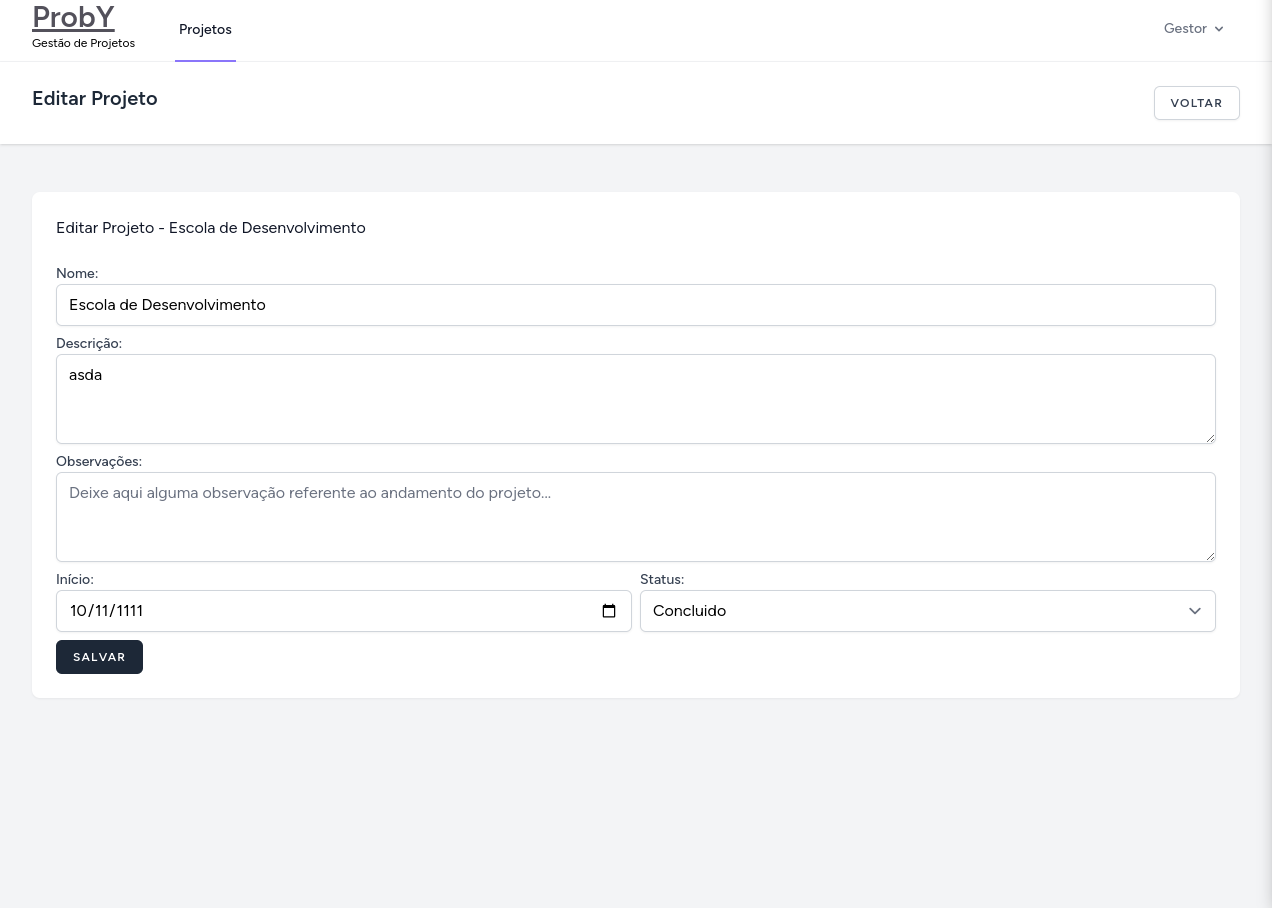 ProbY
Gestão de Projetos
Projetos
Gestor
Editar Projeto
VOLTAR
Editar Projeto - Escola de Desenvolvimento
Nome:
Escola de Desenvolvimento
Descrição:
asda
Observações:
Deixe aqui alguma observação referente ao andamento do projeto...
Início:
Status:
10/11/1111
Concluido
SALVAR